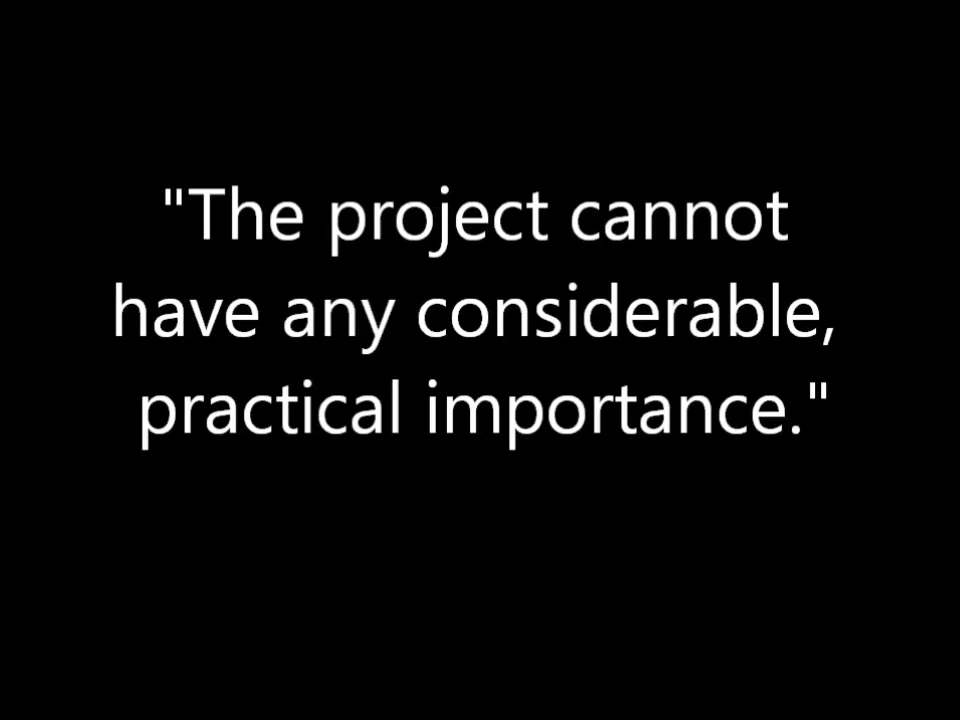 "The project cannot
have any considerable,
practical importance."